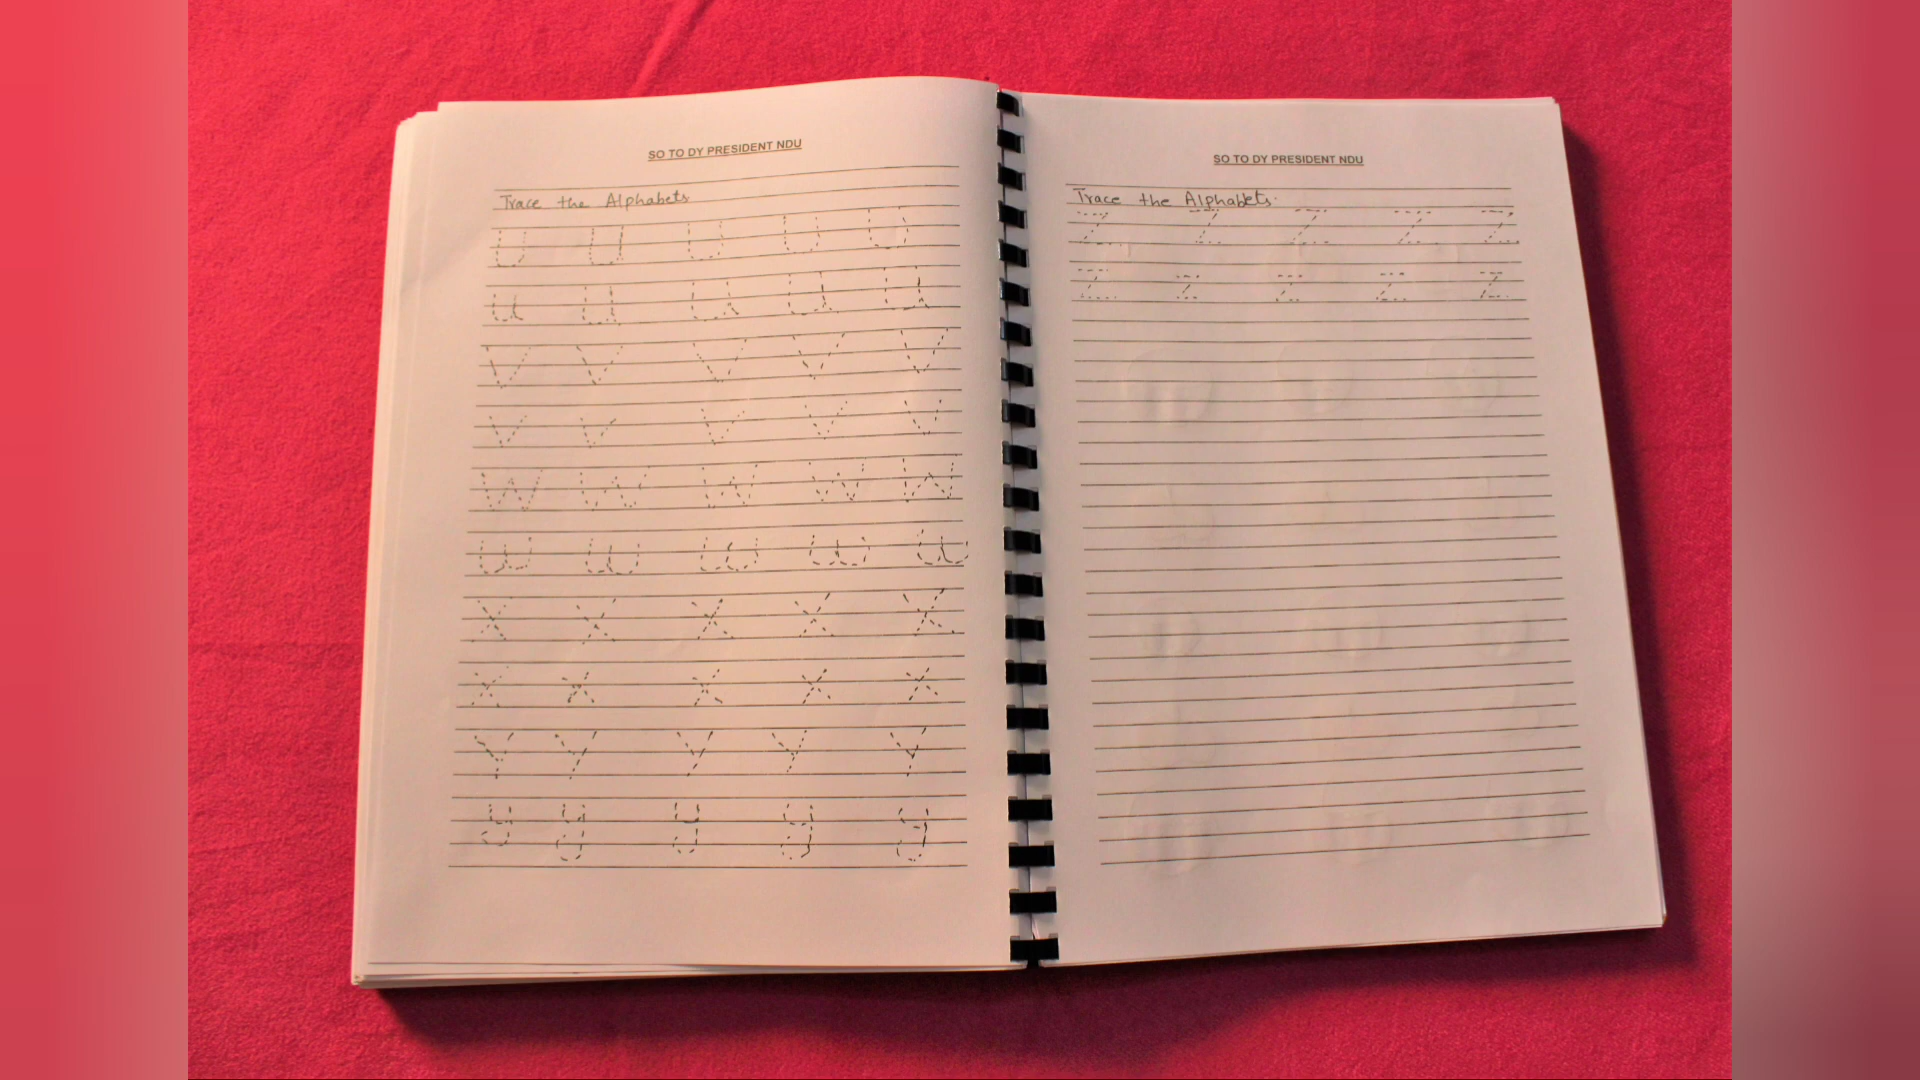 SO TO DY PRESIDENT NDU
Trace the Alphabets
U U U U U
u u u u u
V V V V V
v v v v v
W W W W W
w w w w w
X X X X X
x x x x x
Y Y Y Y Y
y y y y y
SO TO DY PRESIDENT NDU
Trace the Alphabets.
Z Z Z Z Z
z z z z z